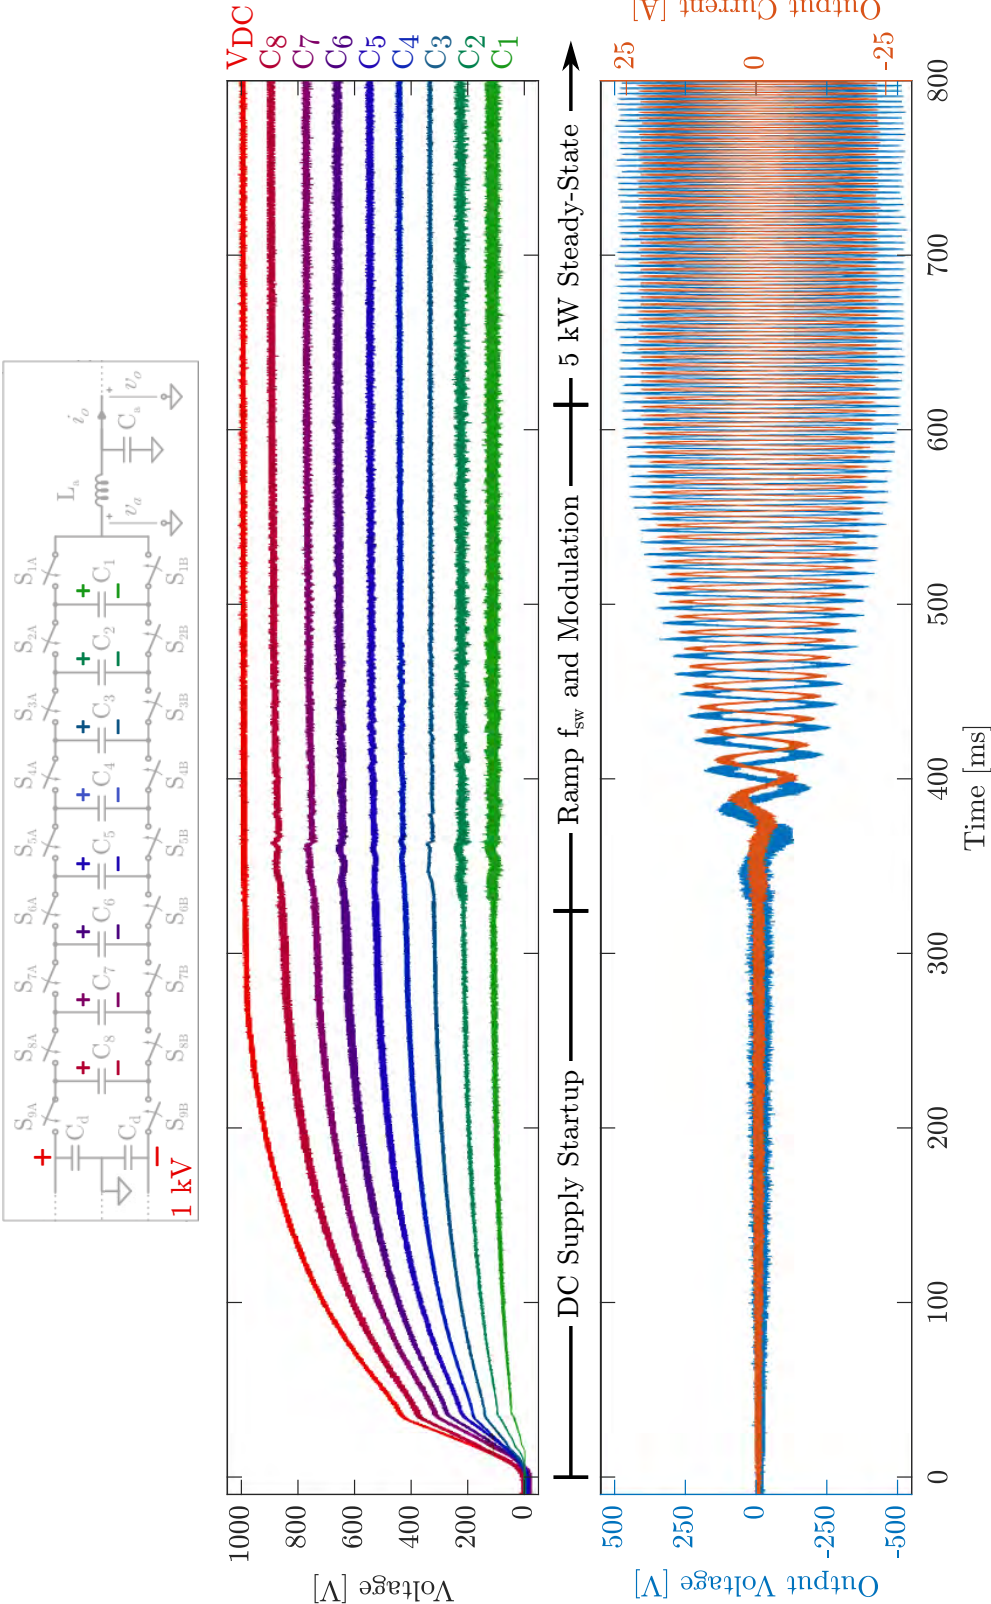 S9A S8A S7A S6A S5A S4A S3A S2A S1A
Cd C8 C7 C6 C5 C4 C3 C2 C1 La io
+ + + + + + + + +
− − − − − − − − −
Cd va Ca vo
S9B S8B S7B S6B S5B S4B S3B S2B S1B
1 kV
Voltage [V]
1000
800
600
400
200
0
VDC
C8
C7
C6
C5
C4
C3
C2
C1
DC Supply Startup
Ramp fsw and Modulation
5 kW Steady-State
Output Voltage [V]
500
250
0
-250
-500
Output Current [A]
25
0
-25
0 100 200 300 400 500 600 700 800
Time [ms]